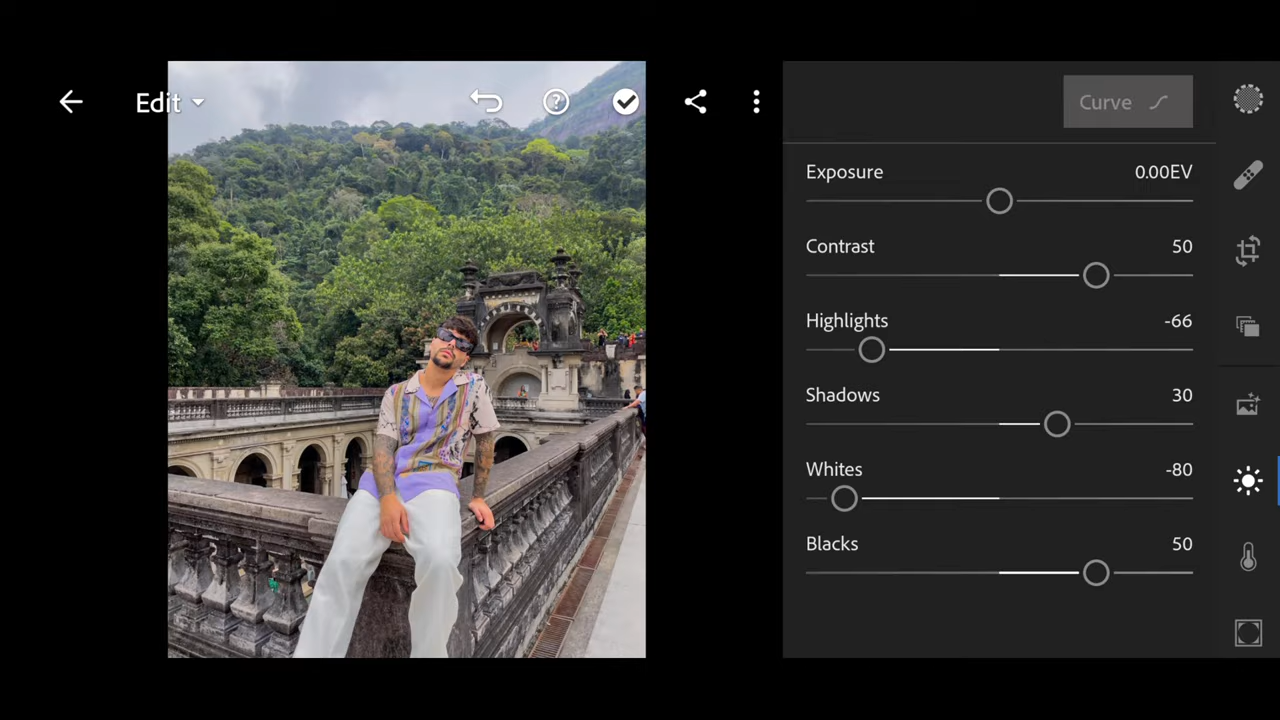 Edit
Curve
Exposure 0.00EV
Contrast 50
Highlights -66
Shadows 30
Whites -80
Blacks 50